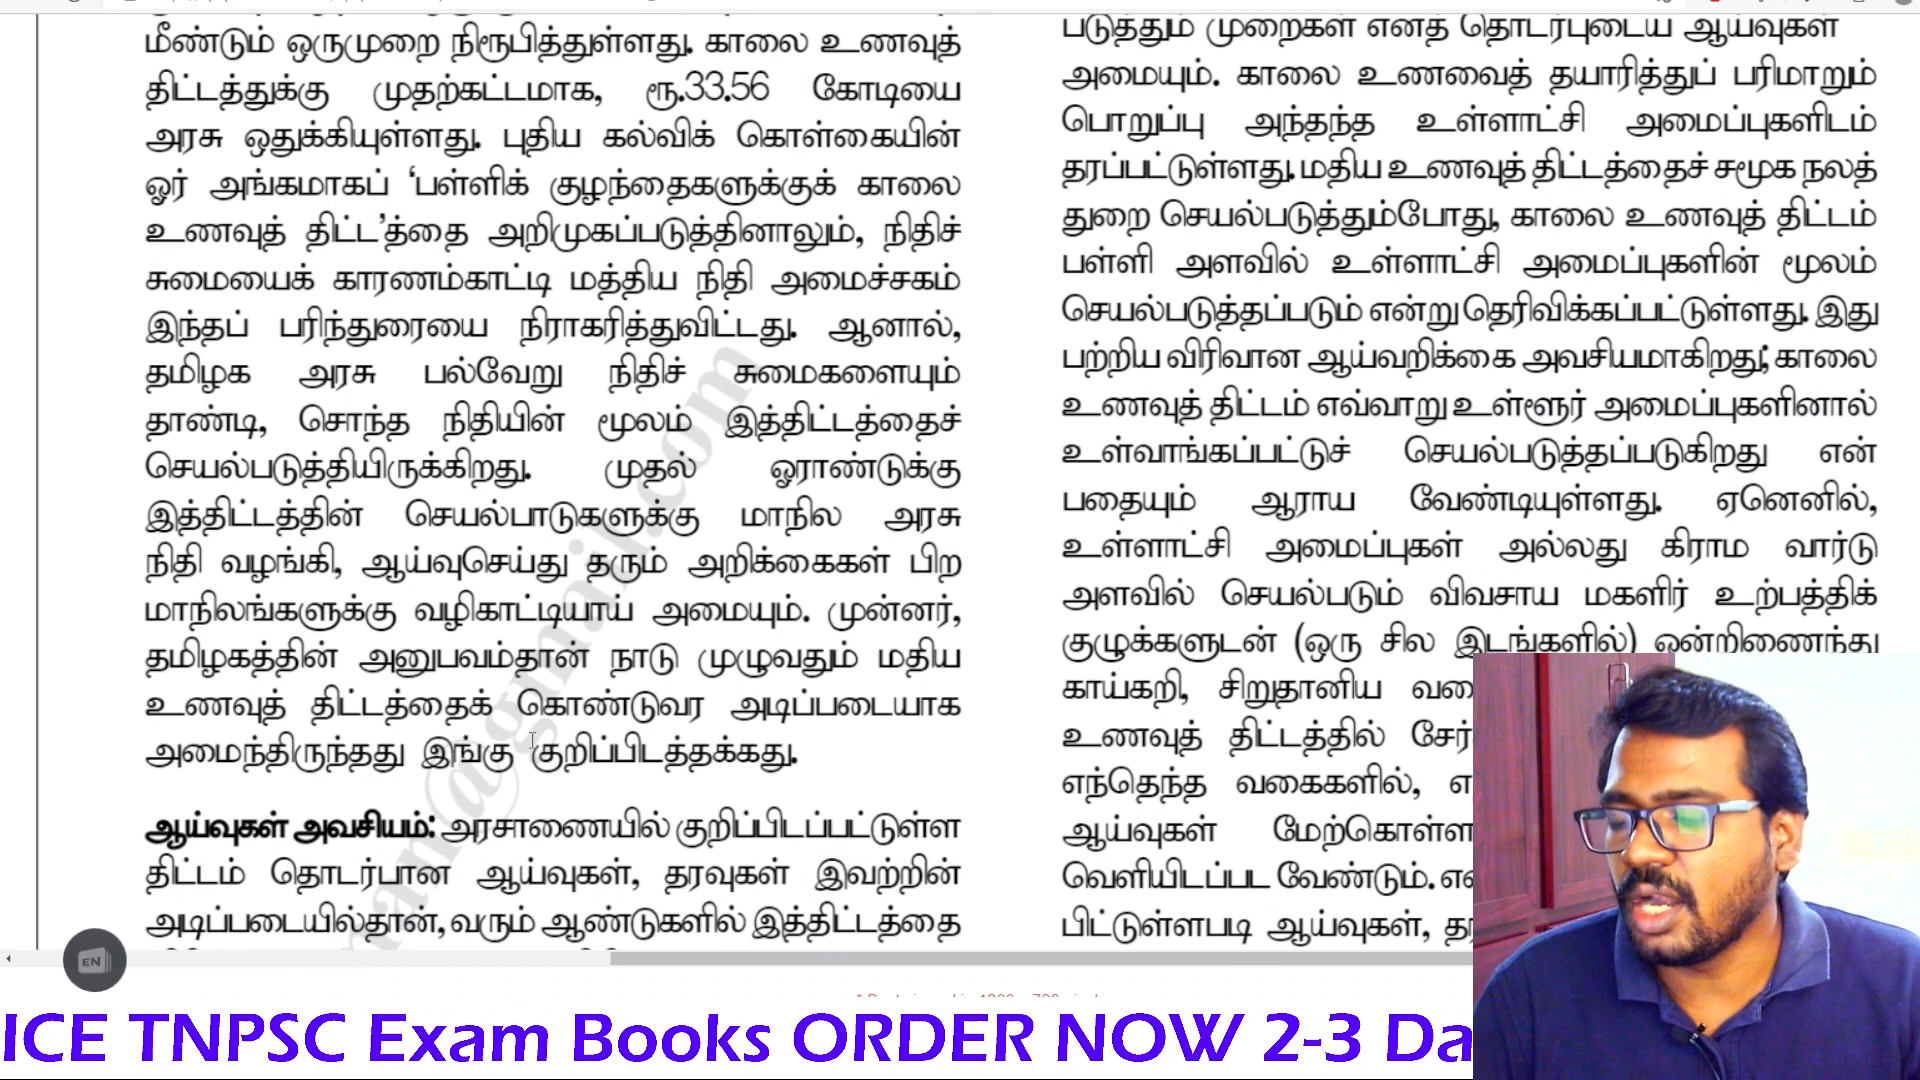 மீண்டும் ஒருமுறை நிரூபித்துள்ளது. காலை உணவுத்
திட்டத்துக்கு முதற்கட்டமாக, ரூ.33.56 கோடியை
அரசு ஒதுக்கியுள்ளது. புதிய கல்விக் கொள்கையின்
ஓர் அங்கமாகப் ‘பள்ளிக் குழந்தைகளுக்குக் காலை
உணவுத் திட்ட’த்தை அறிமுகப்படுத்தினாலும், நிதிச்
சுமையைக் காரணம்காட்டி மத்திய நிதி அமைச்சகம்
இந்தப் பரிந்துரையை நிராகரித்துவிட்டது. ஆனால்,
தமிழக அரசு பல்வேறு நிதிச் சுமைகளையும்
தாண்டி, சொந்த நிதியின் மூலம் இத்திட்டத்தைச்
செயல்படுத்தியிருக்கிறது. முதல் ஓராண்டுக்கு
இத்திட்டத்தின் செயல்பாடுகளுக்கு மாநில அரசு
நிதி வழங்கி, ஆய்வுசெய்து தரும் அறிக்கைகள் பிற
மாநிலங்களுக்கு வழிகாட்டியாய் அமையும். முன்னர்,
தமிழகத்தின் அனுபவம்தான் நாடு முழுவதும் மதிய
உணவுத் திட்டத்தைக் கொண்டுவர அடிப்படையாக
அமைந்திருந்தது இங்கு குறிப்பிடத்தக்கது.
ஆய்வுகள் அவசியம்: அரசாணையில் குறிப்பிடப்பட்டுள்ள
திட்டம் தொடர்பான ஆய்வுகள், தரவுகள் இவற்றின்
அடிப்படையில்தான், வரும் ஆண்டுகளில் இத்திட்டத்தை
படுத்தும் முறைகள் எனத் தொடர்புடைய ஆய்வுகள்
அமையும். காலை உணவைத் தயாரித்துப் பரிமாறும்
பொறுப்பு அந்தந்த உள்ளாட்சி அமைப்புகளிடம்
தரப்பட்டுள்ளது. மதிய உணவுத் திட்டத்தைச் சமூக நலத்
துறை செயல்படுத்தும்போது, காலை உணவுத் திட்டம்
பள்ளி அளவில் உள்ளாட்சி அமைப்புகளின் மூலம்
செயல்படுத்தப்படும் என்று தெரிவிக்கப்பட்டுள்ளது. இது
பற்றிய விரிவான ஆய்வறிக்கை அவசியமாகிறது; காலை
உணவுத் திட்டம் எவ்வாறு உள்ளூர் அமைப்புகளினால்
உள்வாங்கப்பட்டுச் செயல்படுத்தப்படுகிறது என்
பதையும் ஆராய வேண்டியுள்ளது. ஏனெனில்,
உள்ளாட்சி அமைப்புகள் அல்லது கிராம வார்டு
அளவில் செயல்படும் விவசாய மகளிர் உற்பத்திக்
குழுக்களுடன் (ஒரு சில இடங்களில்) ஒன்றிணைந்து
காய்கறி, சிறுதானிய வகை
உணவுத் திட்டத்தில் சேர்
எந்தெந்த வகைகளில், எ
ஆய்வுகள் மேற்கொள்ள
வெளியிடப்பட வேண்டும். என
பிட்டுள்ளபடி ஆய்வுகள், தர
man@gmail.com
EN
ICE TNPSC Exam Books ORDER NOW 2-3 Da